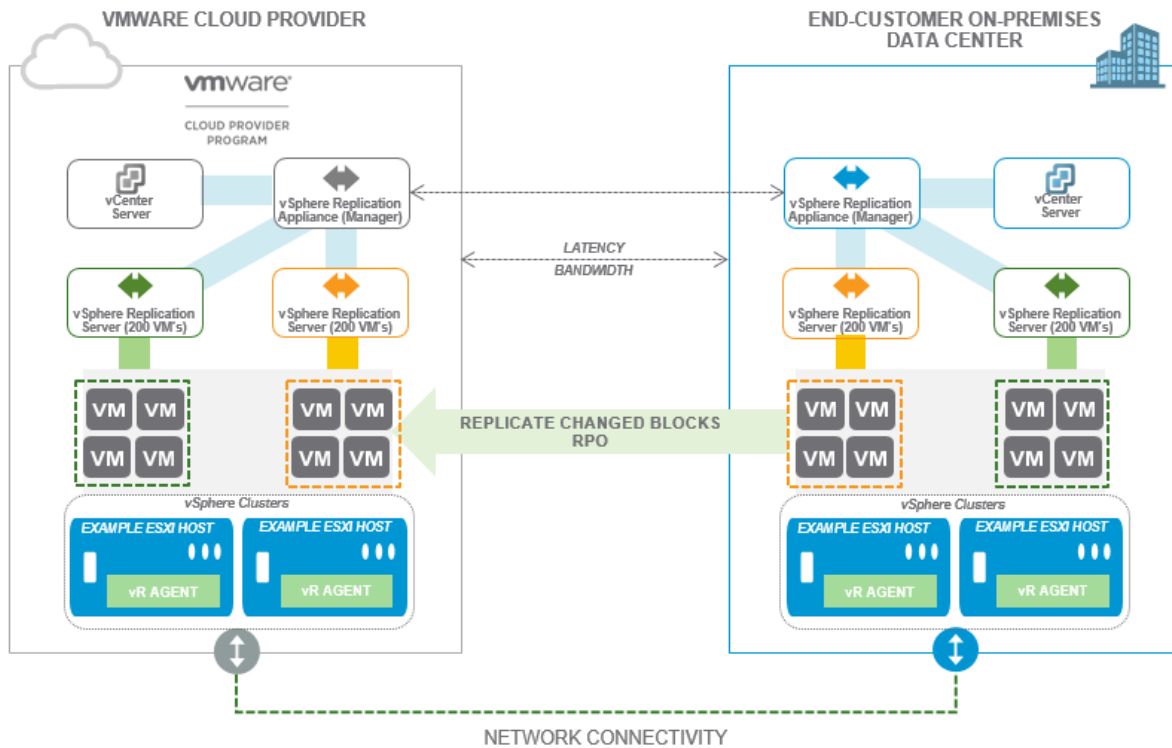 VMWARE CLOUD PROVIDER
END-CUSTOMER ON-PREMISES
DATA CENTER
vmware®
CLOUD PROVIDER
PROGRAM
vCenter
Server
vSphere Replication
Appliance (Manager)
vSphere Replication
Appliance (Manager)
vCenter
Server
LATENCY
BANDWIDTH
vSphere Replication
Server (200 VM's)
vSphere Replication
Server (200 VM's)
vSphere Replication
Server (200 VM's)
vSphere Replication
Server (200 VM's)
VM VM
VM VM
VM VM
VM VM
REPLICATE CHANGED BLOCKS
RPO
VM VM
VM VM
VM VM
VM VM
vSphere Clusters
EXAMPLE ESXI HOST
vR AGENT
EXAMPLE ESXI HOST
vR AGENT
vSphere Clusters
EXAMPLE ESXI HOST
vR AGENT
EXAMPLE ESXI HOST
vR AGENT
NETWORK CONNECTIVITY